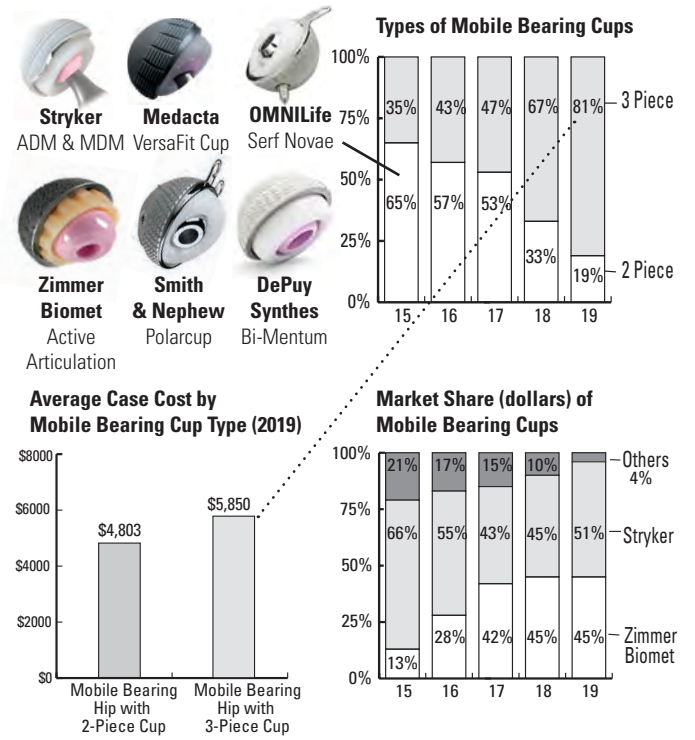 Stryker
ADM & MDM
Medacta
VersaFit Cup
OMNILife
Serf Novae
Zimmer
Biomet
Active
Articulation
Smith
& Nephew
Polarcup
DePuy
Synthes
Bi-Mentum
Types of Mobile Bearing Cups
100%
75%
50%
25%
0%
35%
43%
47%
67%
81%
3 Piece
65%
57%
53%
33%
19%
2 Piece
15
16
17
18
19
Average Case Cost by
Mobile Bearing Cup Type (2019)
$8000
$6000
$4000
$2000
$0
$4,803
$5,850
Mobile Bearing
Hip with
2-Piece Cup
Mobile Bearing
Hip with
3-Piece Cup
Market Share (dollars) of
Mobile Bearing Cups
100%
75%
50%
25%
0%
21%
17%
15%
10%
Others
4%
66%
55%
43%
45%
51%
Stryker
13%
28%
42%
45%
45%
Zimmer
Biomet
15
16
17
18
19